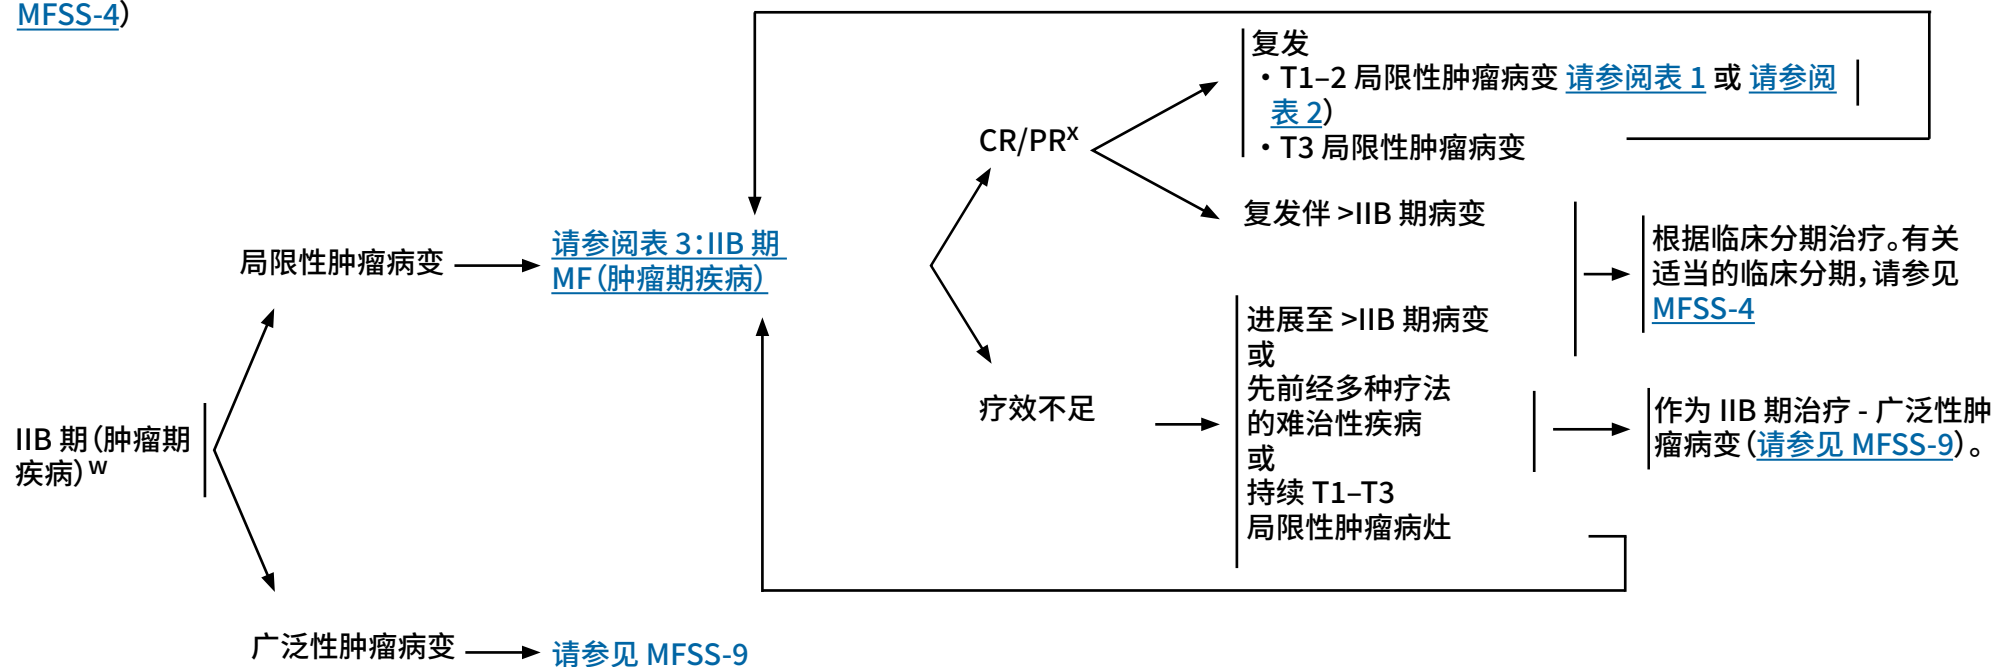 MFSS-4)
复发
・T1–2 局限性肿瘤病变 请参阅表 1 或 请参阅
表 2)
・T3 局限性肿瘤病变
CR/PRˣ
复发伴 >IIB 期病变
局限性肿瘤病变
请参阅表 3:IIB 期
MF(肿瘤期疾病)
根据临床分期治疗。有关
适当的临床分期,请参见
MFSS-4
进展至 >IIB 期病变
或
先前经多种疗法
的难治性疾病
或
持续 T1–T3
局限性肿瘤病灶
疗效不足
作为 IIB 期治疗 - 广泛性肿
瘤病变(请参见 MFSS-9)。
IIB 期(肿瘤期
疾病)ᵂ
广泛性肿瘤病变
请参见 MFSS-9